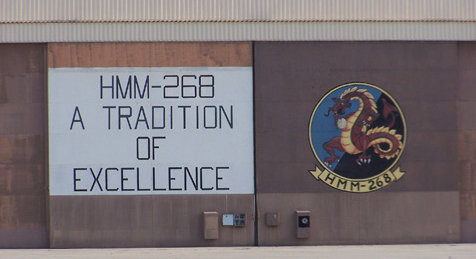 HMM-268
A TRADITION
OF
EXCELLENCE
HMM-268